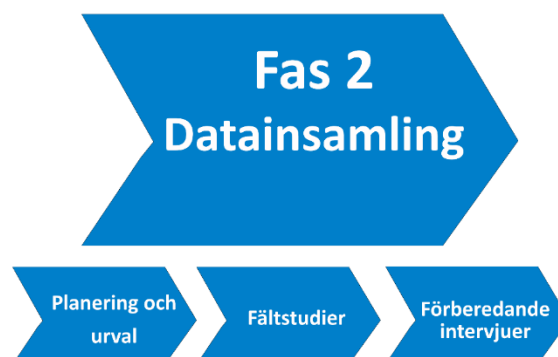 Fas 2
Datainsamling
Planering och
urval
Fältstudier
Förberedande
intervjuer